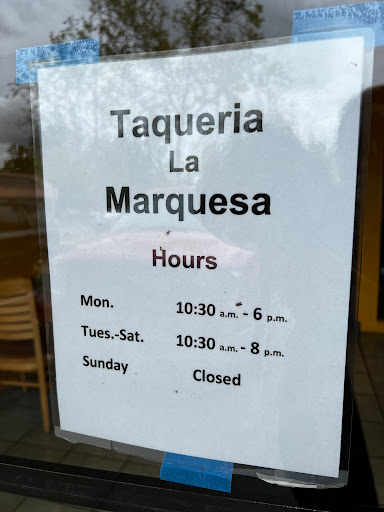 Taqueria
La
Marquesa
Hours
Mon. 10:30 a.m. - 6 p.m.
Tues.-Sat. 10:30 a.m. - 8 p.m.
Sunday Closed